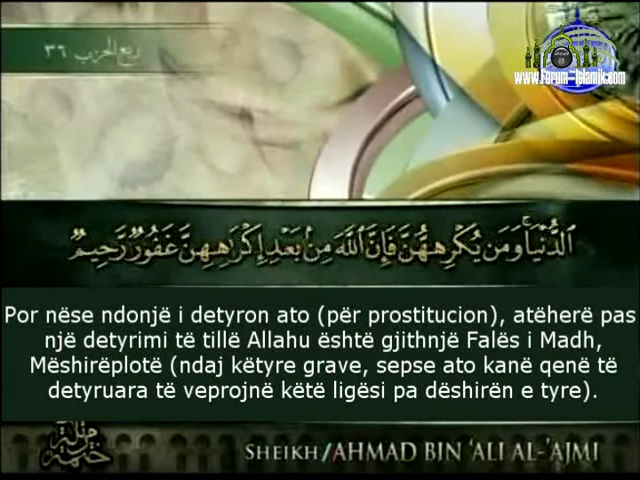 ربع الحزب ٣٦
www.Forum-Islamik.com
الدُّنْيَا ۚ وَمَن يُكْرِههُّنَّ فَإِنَّ اللَّهَ مِن بَعْدِ إِكْرَاهِهِنَّ غَفُورٌ رَّحِيمٌ
Por nëse ndonjë i detyron ato (për prostitucion), atëherë pas
një detyrimi të tillë Allahu është gjithnjë Falës i Madh,
Mëshirëplotë (ndaj këtyre grave, sepse ato kanë qenë të
detyruara të veprojnë këtë ligësi pa dëshirën e tyre).
SHEIKH/AHMAD BIN 'ALI AL-'AJMI